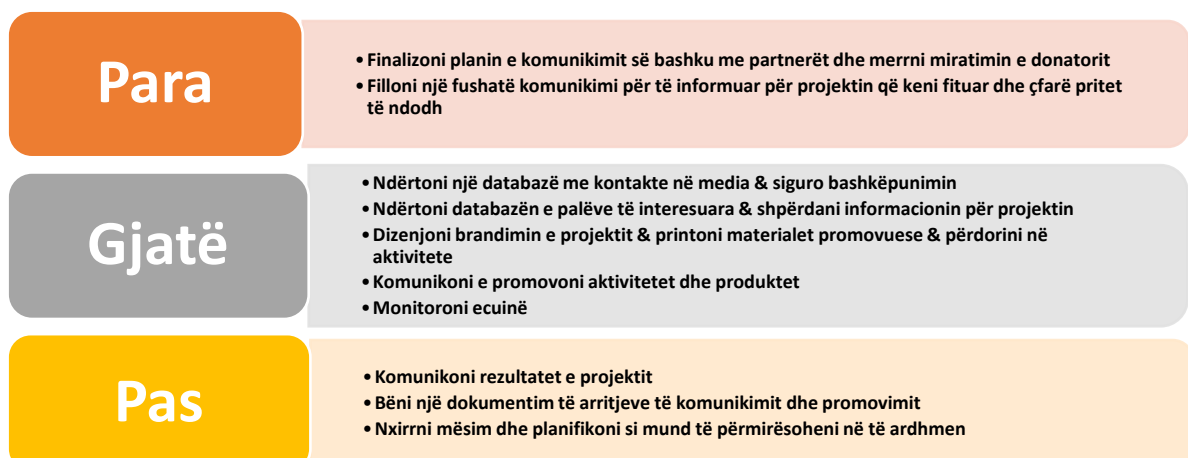 Para
• Finalizoni planin e komunikimit së bashku me partnerët dhe merrni miratimin e donatorit
• Filloni një fushatë komunikimi për të informuar për projektin që keni fituar dhe çfarë pritet
të ndodh
Gjatë
• Ndërtoni një databazë me kontakte në media & siguro bashkëpunimin
• Ndërtoni databazën e palëve të interesuara & shpërdani informacionin për projektin
• Dizenjoni brandimin e projektit & printoni materialet promovuese & përdorini në
aktivitete
• Komunikoni e promovoni aktivitetet dhe produktet
• Monitoroni ecuinë
Pas
• Komunikoni rezultatet e projektit
• Bëni një dokumentim të arritjeve të komunikimit dhe promovimit
• Nxirrni mësim dhe planifikoni si mund të përmirësoheni në të ardhmen